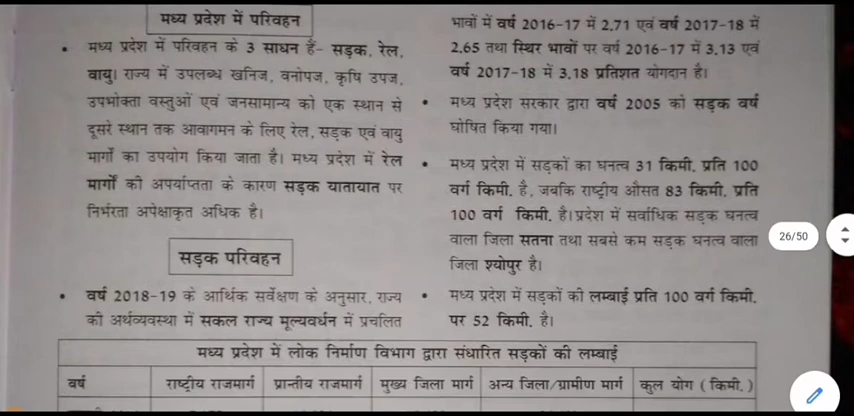 मध्य प्रदेश में परिवहन
• मध्य प्रदेश में परिवहन के 3 साधन हैं- सड़क, रेल,
वायु। राज्य में उपलब्ध खनिज, वनोपज, कृषि उपज,
उपभोक्ता वस्तुओं एवं जनसामान्य को एक स्थान से
दूसरे स्थान तक आवागमन के लिए रेल, सड़क एवं वायु
मार्गों का उपयोग किया जाता है। मध्य प्रदेश में रेल
मार्गों की अपर्याप्तता के कारण सड़क यातायात पर
निर्भरता अपेक्षाकृत अधिक है।
सड़क परिवहन
• वर्ष 2018-19 के आर्थिक सर्वेक्षण के अनुसार, राज्य
की अर्थव्यवस्था में सकल राज्य मूल्यवर्धन में प्रचलित
भावों में वर्ष 2016-17 में 2.71 एवं वर्ष 2017-18 में
2.65 तथा स्थिर भावों पर वर्ष 2016-17 में 3.13 एवं
वर्ष 2017-18 में 3.18 प्रतिशत योगदान है।
• मध्य प्रदेश सरकार द्वारा वर्ष 2005 को सड़क वर्ष
घोषित किया गया।
• मध्य प्रदेश में सड़कों का घनत्व 31 किमी. प्रति 100
वर्ग किमी. है, जबकि राष्ट्रीय औसत 83 किमी. प्रति
100 वर्ग किमी. है। प्रदेश में सर्वाधिक सड़क घनत्व
वाला जिला सतना तथा सबसे कम सड़क घनत्व वाला
जिला श्योपुर है।
• मध्य प्रदेश में सड़कों की लम्बाई प्रति 100 वर्ग किमी.
पर 52 किमी. है।
26/50
मध्य प्रदेश में लोक निर्माण विभाग द्वारा संधारित सड़कों की लम्बाई
वर्ष राष्ट्रीय राजमार्ग प्रान्तीय राजमार्ग मुख्य जिला मार्ग अन्य जिला/ग्रामीण मार्ग कुल योग (किमी.)